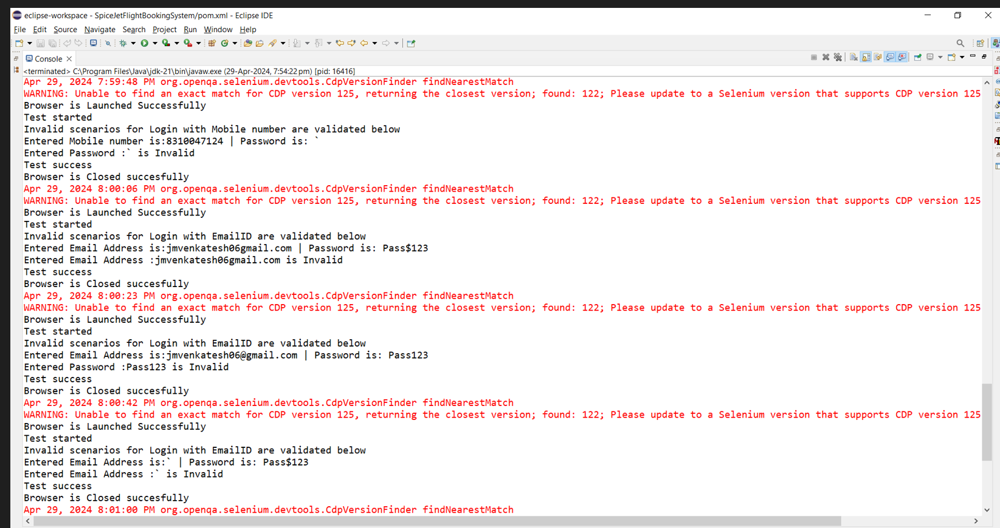 eclipse-workspace - SpiceJetFlightBookingSystem/pom.xml - Eclipse IDE
File Edit Source Navigate Search Project Run Window Help
Console
<terminated> C:\Program Files\Java\jdk-21\bin\javaw.exe (29-Apr-2024, 7:54:22 pm) [pid: 16416]
Apr 29, 2024 7:59:48 PM org.openqa.selenium.devtools.CdpVersionFinder findNearestMatch
WARNING: Unable to find an exact match for CDP version 125, returning the closest version; found: 122; Please update to a Selenium version that supports CDP version 125
Browser is Launched Successfully
Test started
Invalid scenarios for Login with Mobile number are validated below
Entered Mobile number is:8310047124 | Password is: `
Entered Password :` is Invalid
Test success
Browser is Closed succesfully
Apr 29, 2024 8:00:06 PM org.openqa.selenium.devtools.CdpVersionFinder findNearestMatch
WARNING: Unable to find an exact match for CDP version 125, returning the closest version; found: 122; Please update to a Selenium version that supports CDP version 125
Browser is Launched Successfully
Test started
Invalid scenarios for Login with EmailID are validated below
Entered Email Address is:jmvenkatesh06gmail.com | Password is: Pass$123
Entered Email Address :jmvenkatesh06gmail.com is Invalid
Test success
Browser is Closed succesfully
Apr 29, 2024 8:00:23 PM org.openqa.selenium.devtools.CdpVersionFinder findNearestMatch
WARNING: Unable to find an exact match for CDP version 125, returning the closest version; found: 122; Please update to a Selenium version that supports CDP version 125
Browser is Launched Successfully
Test started
Invalid scenarios for Login with EmailID are validated below
Entered Email Address is:jmvenkatesh06@gmail.com | Password is: Pass123
Entered Password :Pass123 is Invalid
Test success
Browser is Closed succesfully
Apr 29, 2024 8:00:42 PM org.openqa.selenium.devtools.CdpVersionFinder findNearestMatch
WARNING: Unable to find an exact match for CDP version 125, returning the closest version; found: 122; Please update to a Selenium version that supports CDP version 125
Browser is Launched Successfully
Test started
Invalid scenarios for Login with EmailID are validated below
Entered Email Address is:` | Password is: Pass$123
Entered Email Address :` is Invalid
Test success
Browser is Closed succesfully
Apr 29, 2024 8:01:00 PM org.openqa.selenium.devtools.CdpVersionFinder findNearestMatch